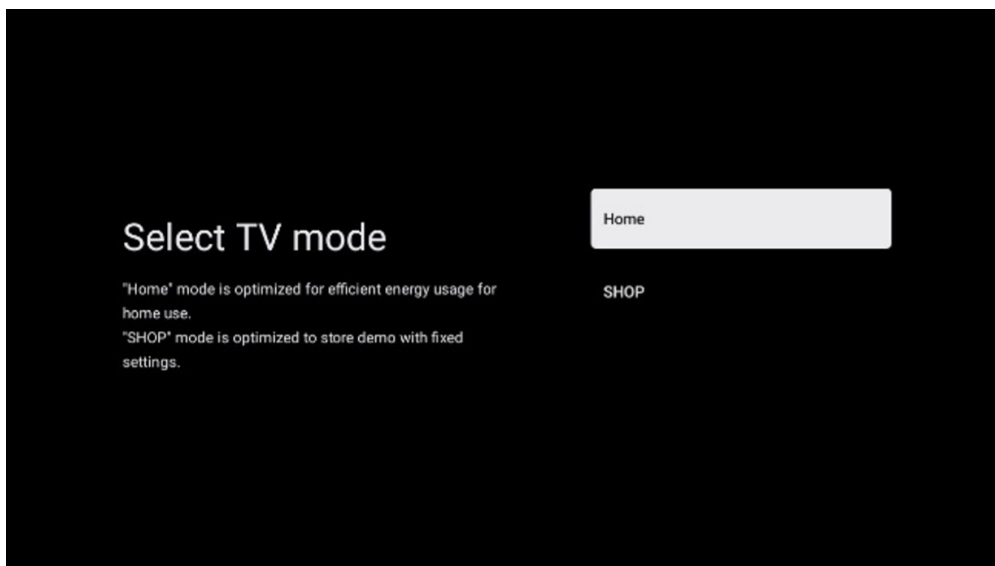 Select TV mode
"Home" mode is optimized for efficient energy usage for
home use.
"SHOP" mode is optimized to store demo with fixed
settings.
Home
SHOP